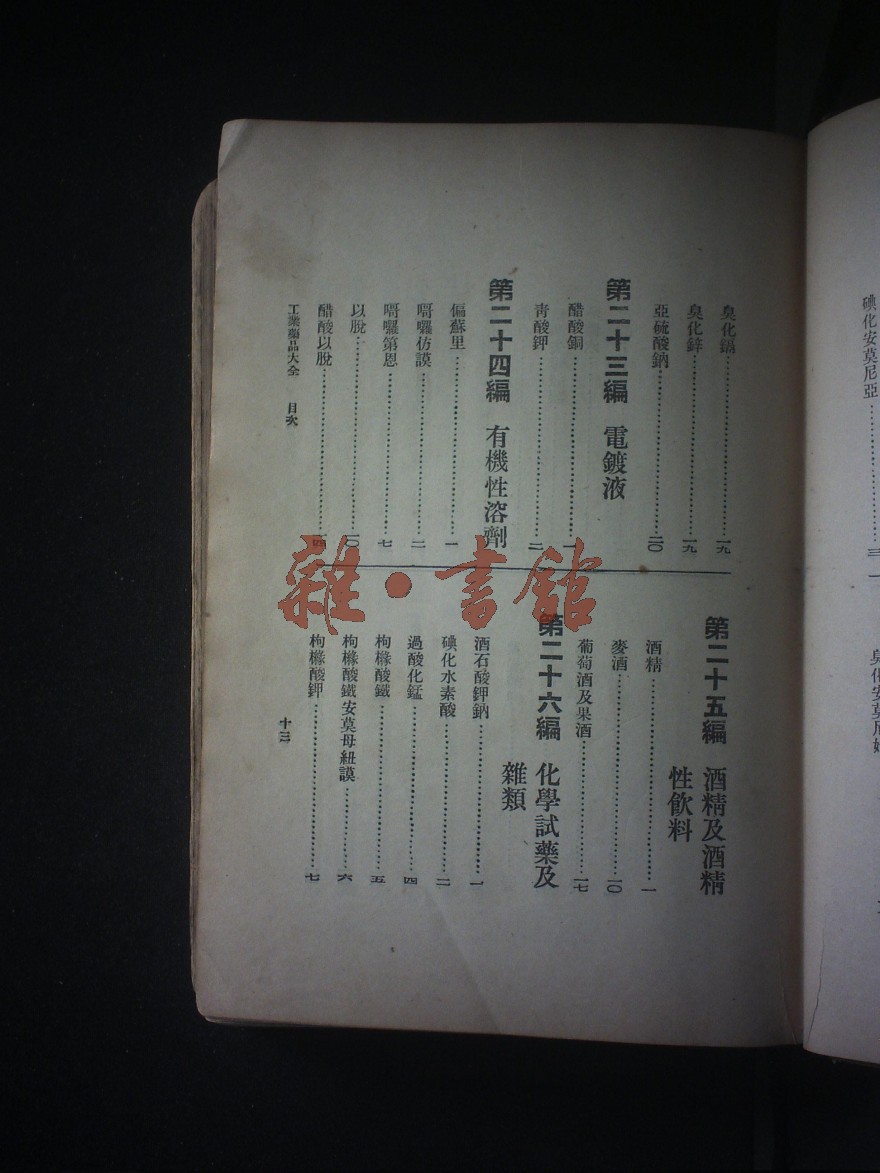 碘化安莫尼亞……………………三
臭化鎘……………………一九
臭化鋅……………………一九
亞硫酸鈉……………………二〇
第二十三編　電鍍液
醋酸銅……………………一
青酸鉀……………………二
第二十四編　有機性溶劑
偏蘇里……………………一
嗬囉仿謨……………………二
嗬囉第恩……………………七
以脫……………………一〇
醋酸以脫……………………一四
第二十五編　酒精及酒精
性飲料
酒精……………………一
麥酒……………………一〇
葡萄酒及果酒……………………一七
第二十六編　化學試藥及
雜類
酒石酸鉀鈉……………………一
碘化水素酸……………………二
過酸化錳……………………四
枸櫞酸鐵……………………五
枸櫞酸鐵安莫母紐謨……………………六
枸櫞酸鉀……………………七
工業藥品大全　目次
十三
雜·書館